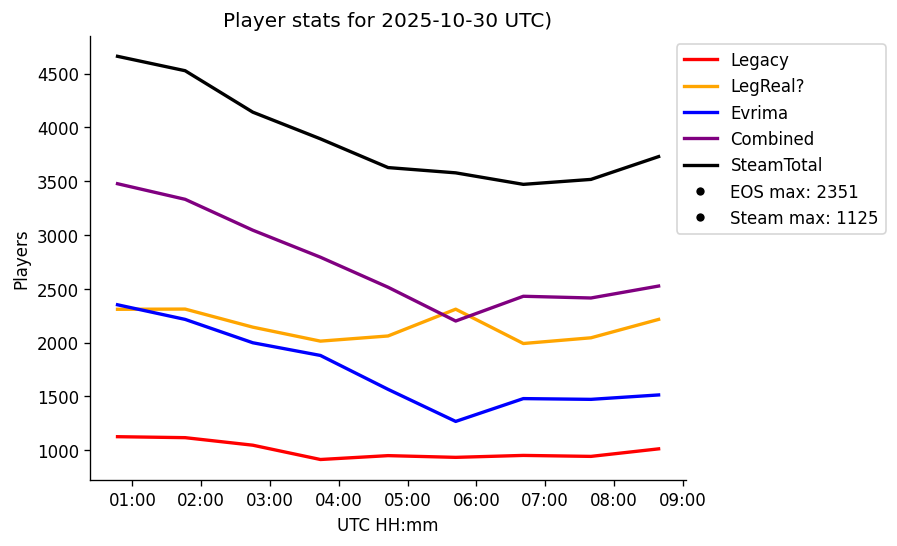 Player stats for 2025-10-30 UTC)
4500
4000
3500
3000
2500
2000
1500
1000
Players
01:00 02:00 03:00 04:00 05:00 06:00 07:00 08:00 09:00
UTC HH:mm
Legacy
LegReal?
Evrima
Combined
SteamTotal
EOS max: 2351
Steam max: 1125